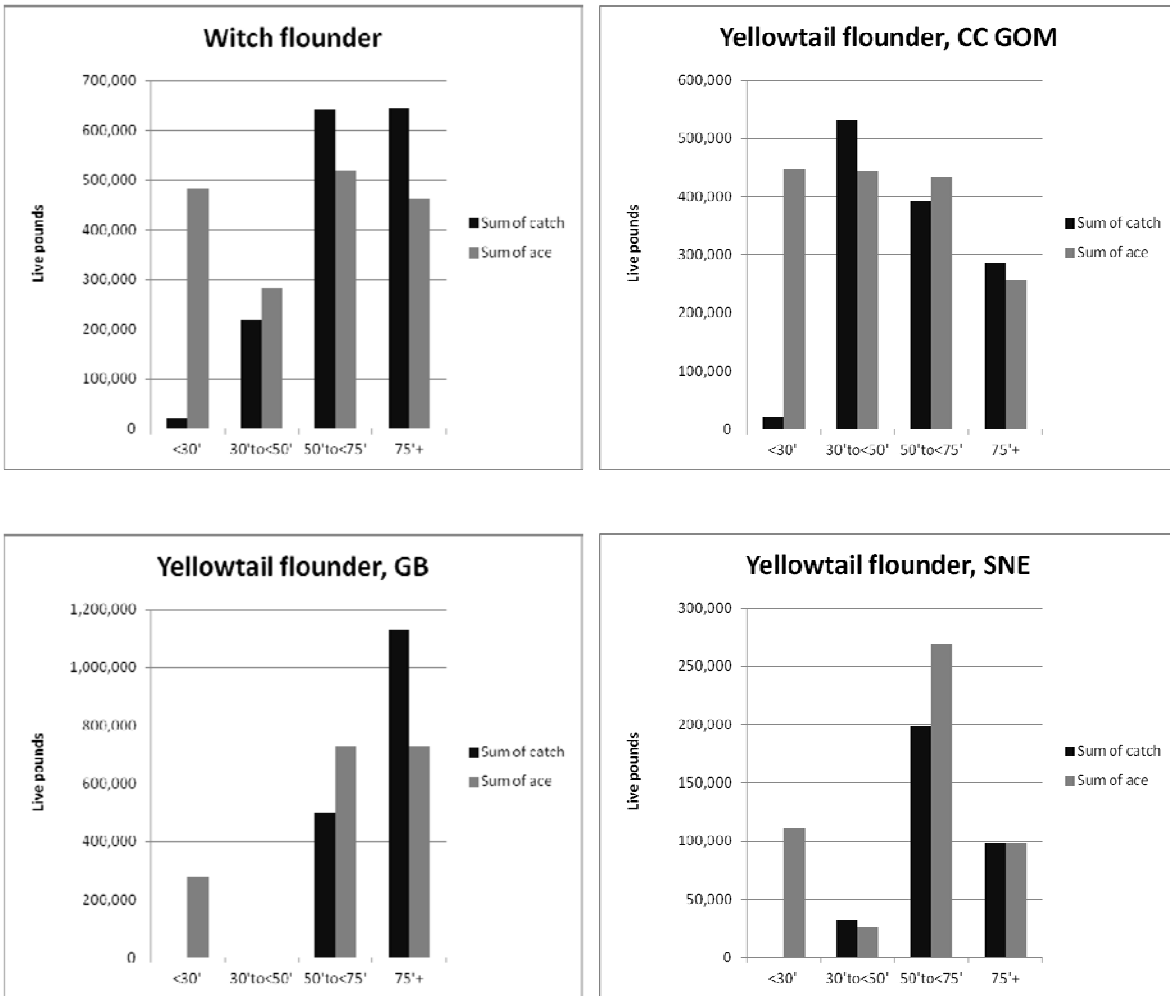 Witch flounder
700,000
600,000
500,000
400,000
300,000
200,000
100,000
0
Live pounds
<30' 30'to<50' 50'to<75' 75'+
Sum of catch
Sum of ace
Yellowtail flounder, CC GOM
600,000
500,000
400,000
300,000
200,000
100,000
0
Live pounds
<30' 30'to<50' 50'to<75' 75'+
Sum of catch
Sum of ace
Yellowtail flounder, GB
1,200,000
1,000,000
800,000
600,000
400,000
200,000
0
Live pounds
<30' 30'to<50' 50'to<75' 75'+
Sum of catch
Sum of ace
Yellowtail flounder, SNE
300,000
250,000
200,000
150,000
100,000
50,000
0
Live pounds
<30' 30'to<50' 50'to<75' 75'+
Sum of catch
Sum of ace